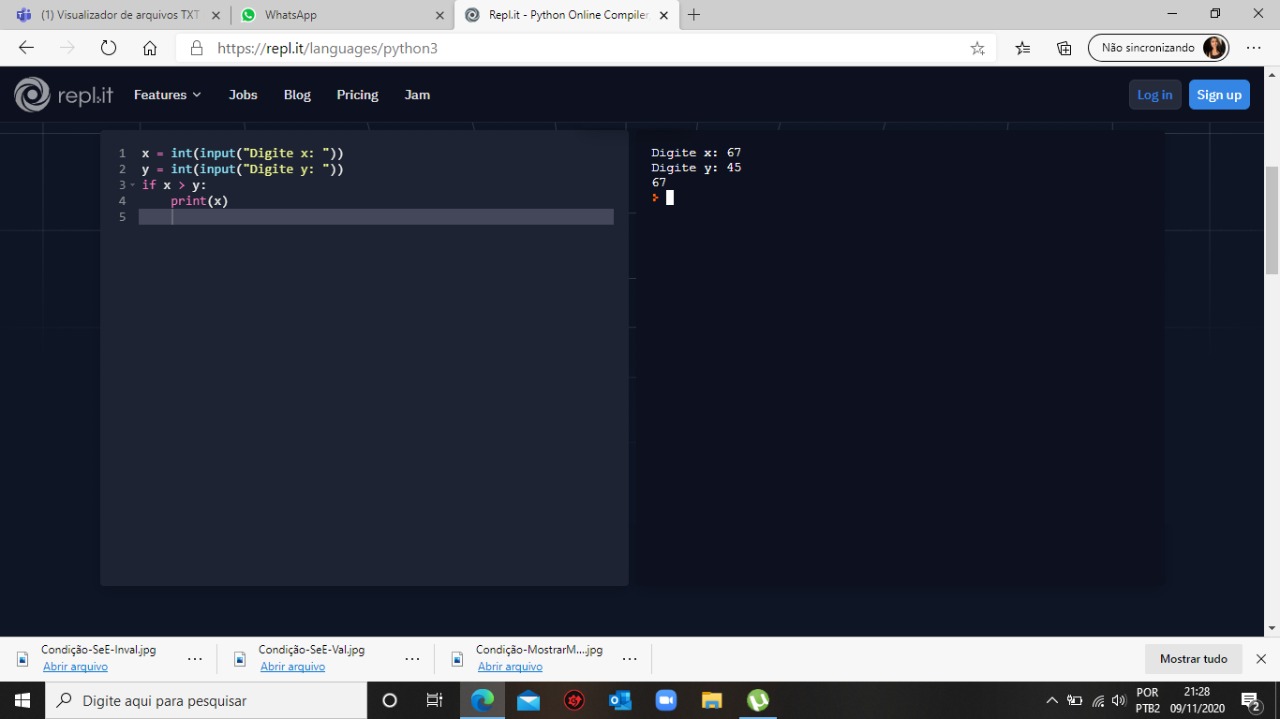 (1) Visualizador de arquivos TXT
WhatsApp
Repl.it - Python Online Compiler
https://repl.it/languages/python3
Não sincronizando
repl.it
Features
Jobs
Blog
Pricing
Jam
Log in
Sign up
1 x = int(input("Digite x: "))
2 y = int(input("Digite y: "))
3 if x > y:
4 print(x)
5
Digite x: 67
Digite y: 45
67
>
Condição-SeE-Inval.jpg
Abrir arquivo
Condição-SeE-Val.jpg
Abrir arquivo
Condição-MostrarM....jpg
Abrir arquivo
Mostrar tudo
Digite aqui para pesquisar
POR
PTB2
21:28
09/11/2020
2